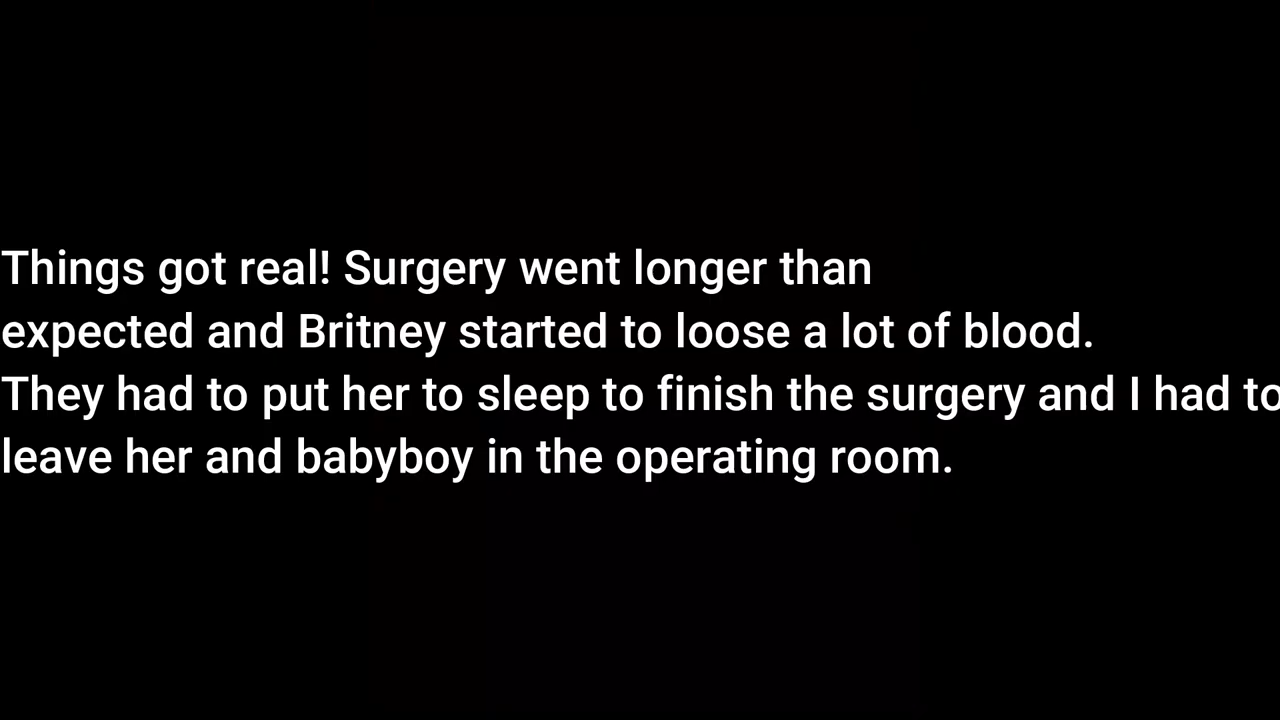 Things got real! Surgery went longer than
expected and Britney started to loose a lot of blood.
They had to put her to sleep to finish the surgery and I had to
leave her and babyboy in the operating room.